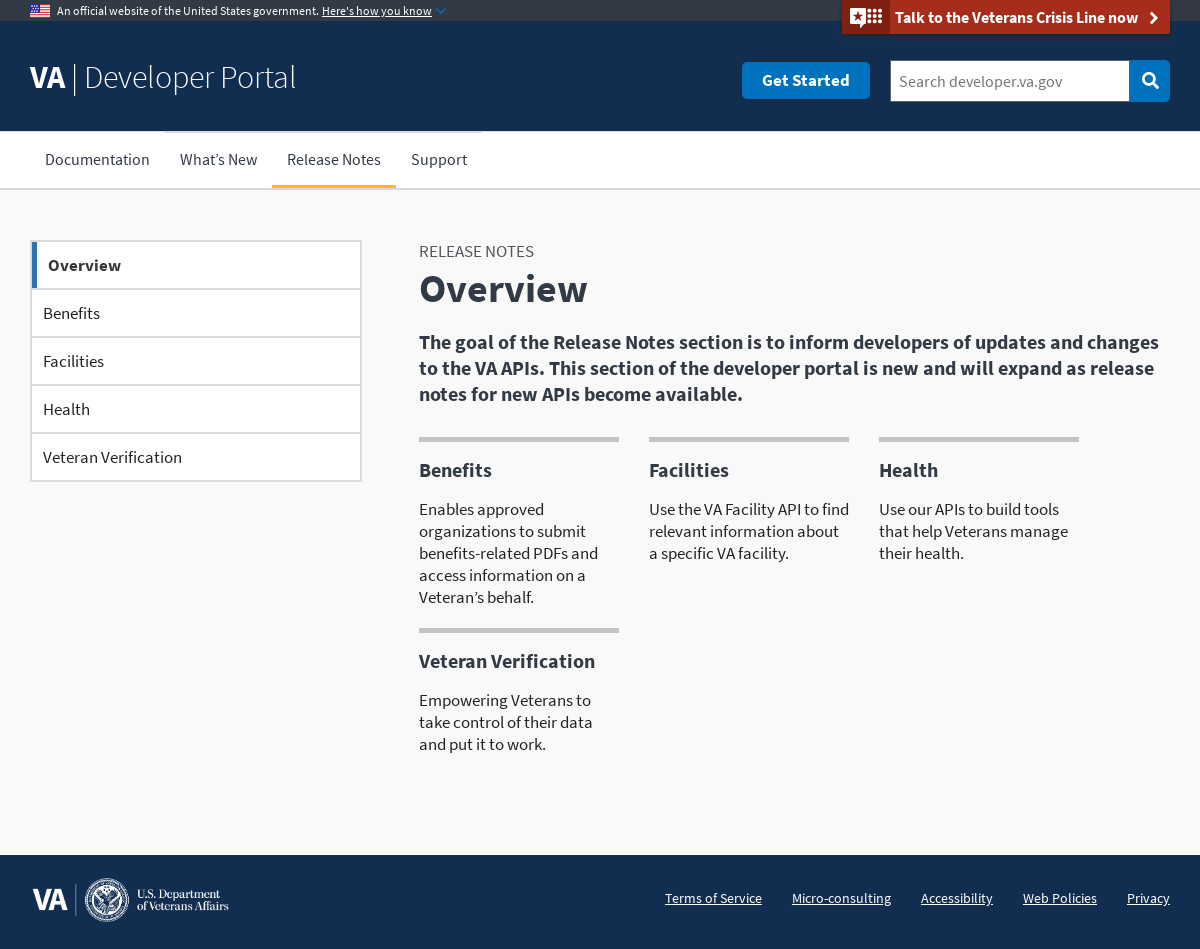 An official website of the United States government. Here's how you know
Talk to the Veterans Crisis Line now
VA | Developer Portal
Get Started
Search developer.va.gov
Documentation
What’s New
Release Notes
Support
Overview
Benefits
Facilities
Health
Veteran Verification
RELEASE NOTES
Overview
The goal of the Release Notes section is to inform developers of updates and changes
to the VA APIs. This section of the developer portal is new and will expand as release
notes for new APIs become available.
Benefits
Enables approved
organizations to submit
benefits-related PDFs and
access information on a
Veteran’s behalf.
Facilities
Use the VA Facility API to find
relevant information about
a specific VA facility.
Health
Use our APIs to build tools
that help Veterans manage
their health.
Veteran Verification
Empowering Veterans to
take control of their data
and put it to work.
VA
U.S. Department
of Veterans Affairs
Terms of Service
Micro-consulting
Accessibility
Web Policies
Privacy